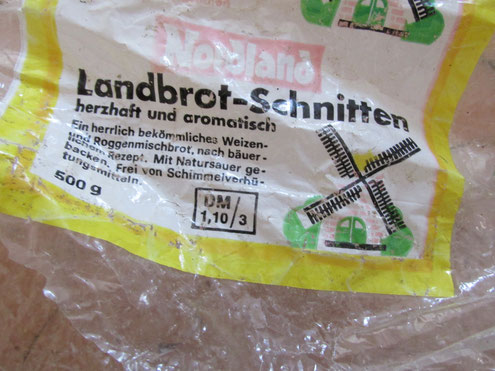 Nordland
Landbrot-Schnitten
herzhaft und aromatisch
Ein herrlich bekömmliches Weizen-
und Roggenmischbrot, nach bäuer-
lichem Rezept. Mit Natursauer ge-
backen. Frei von Schimmelverhü-
tungsmitteln.
500 g
DM
1,10/3